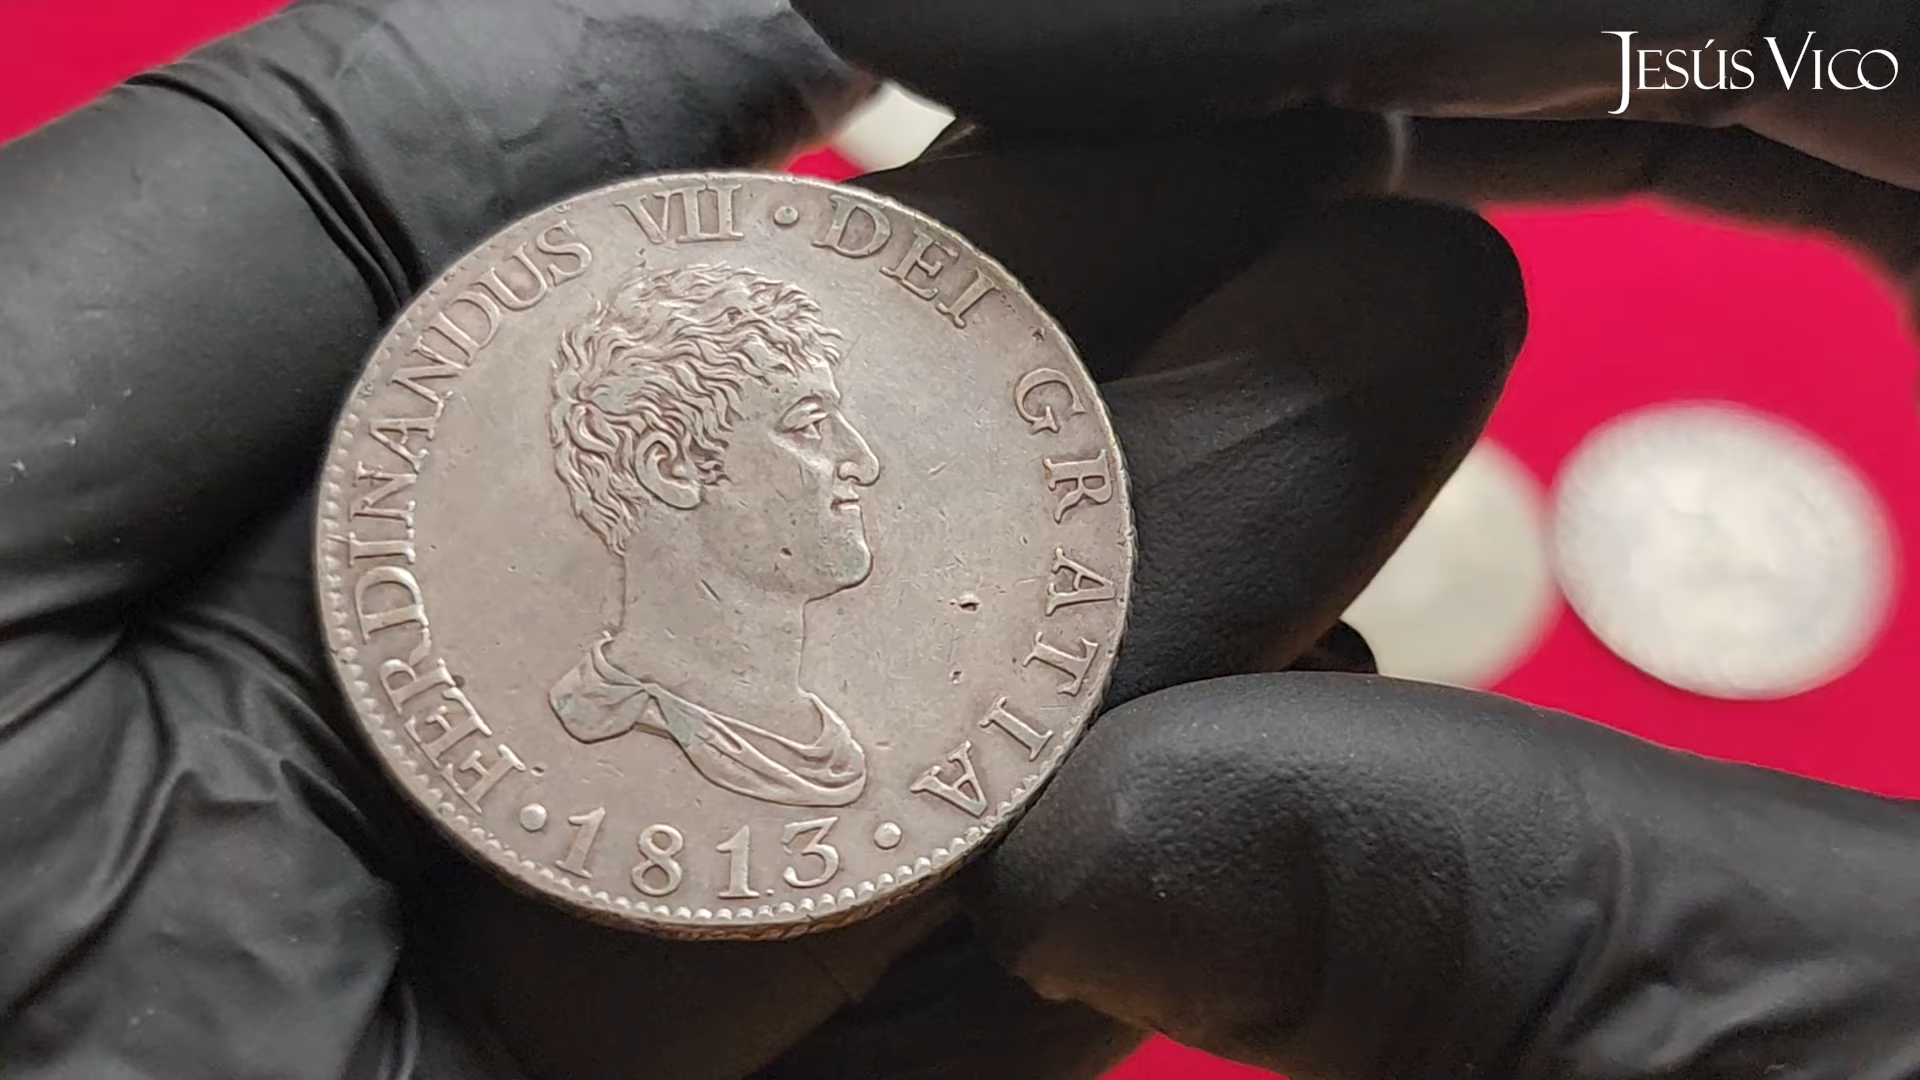 JESÚS VICO
FERDINANDUS VII · DEI GRATIA
· 1813 ·